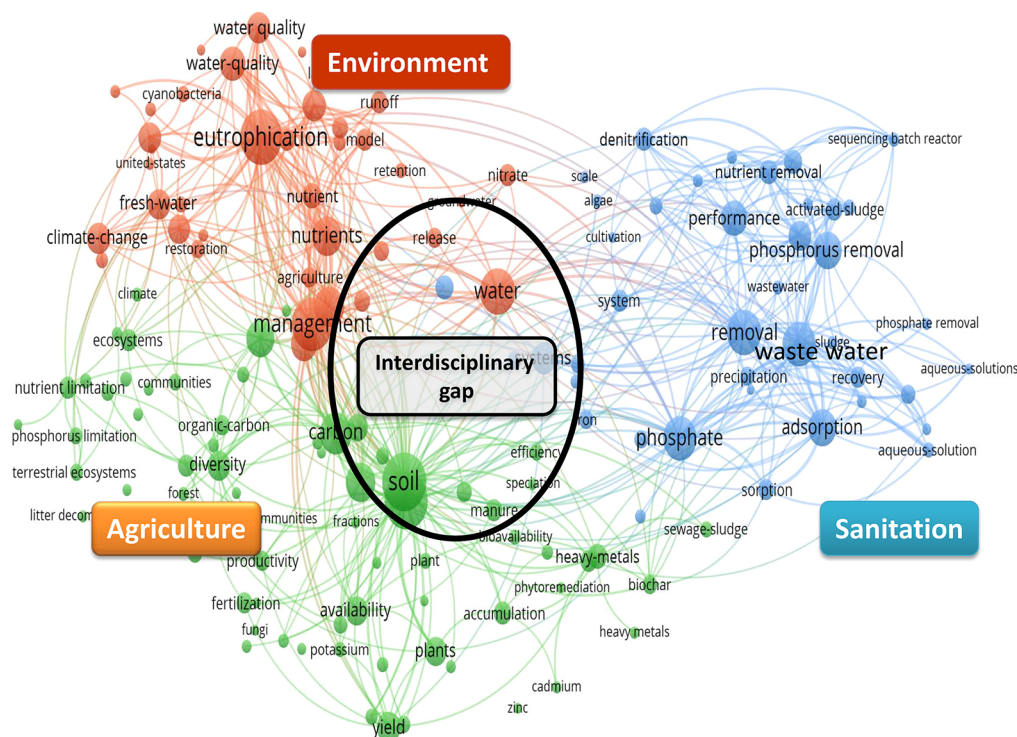 water quality
Environment
water-quality
cyanobacteria
runoff
eutrophication
model
denitrification
sequencing batch reactor
united-states
retention
nitrate
scale
nutrient removal
fresh-water
nutrient
groundwater
algae
performance
activated-sludge
climate-change
nutrients
release
cultivation
phosphorus removal
restoration
agriculture
water
wastewater
climate
system
management
removal
phosphate removal
ecosystems
sludge
waste water
systems
Interdisciplinary
gap
nutrient limitation
communities
precipitation
recovery
aqueous-solutions
organic-carbon
carbon
phosphate
adsorption
phosphorus limitation
efficiency
aqueous-solution
terrestrial ecosystems
diversity
soil
speciation
sorption
forest
manure
Agriculture
fractions
Sanitation
bioavailability
sewage-sludge
productivity
plant
heavy-metals
phytoremediation
biochar
fertilization
availability
accumulation
fungi
heavy metals
potassium
plants
cadmium
zinc
yield